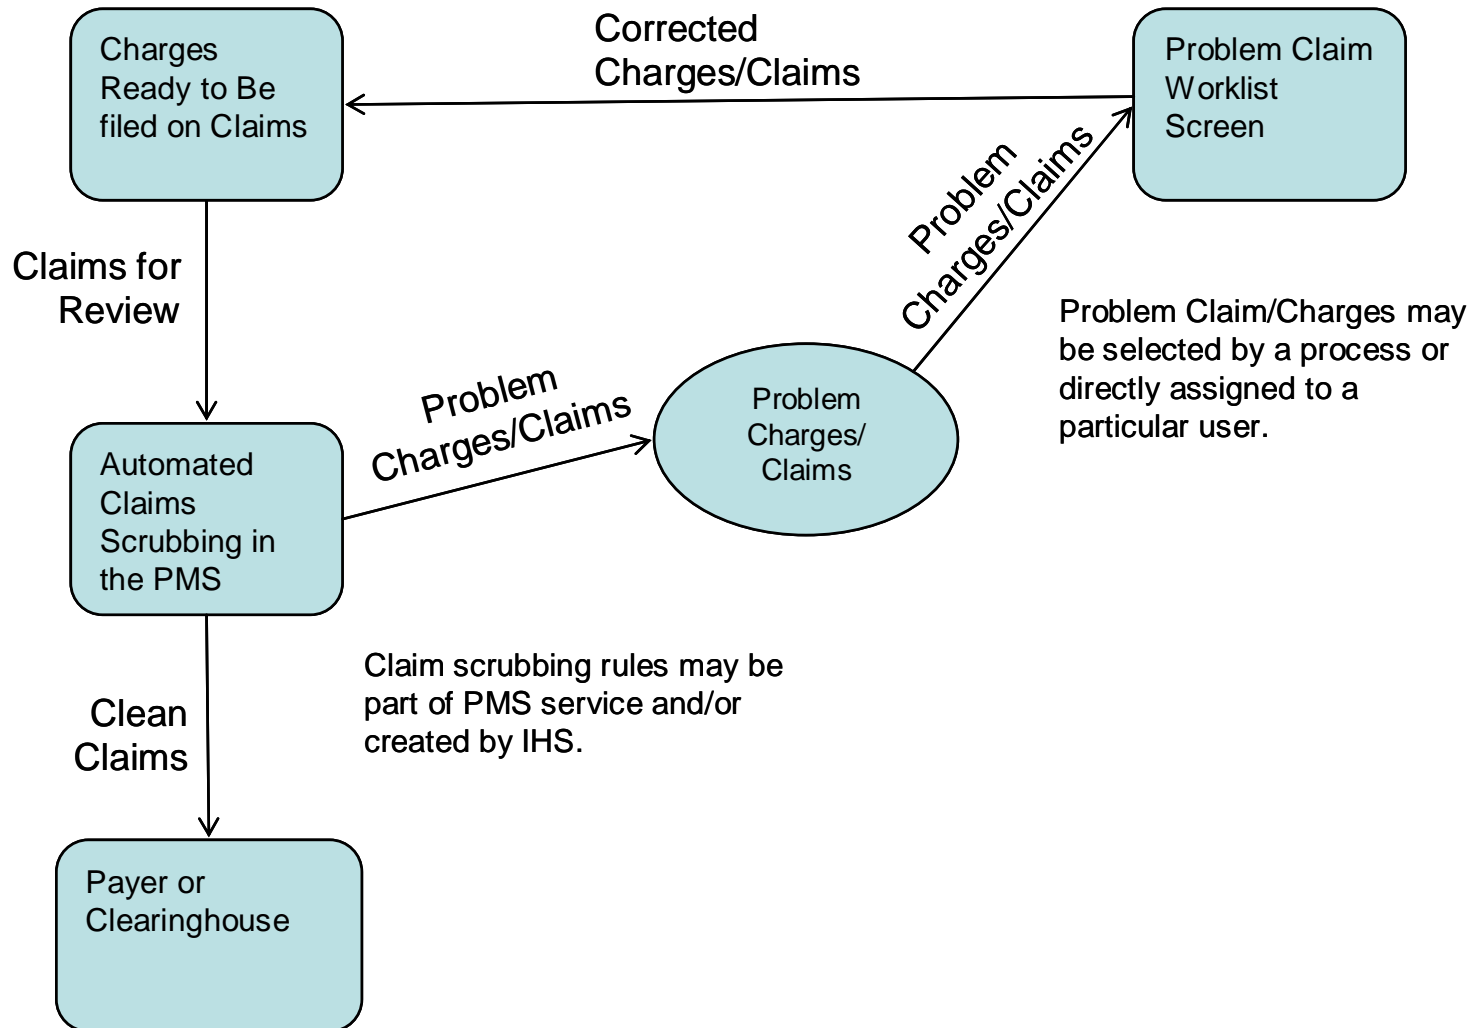 Charges
Ready to Be
filed on Claims
Corrected
Charges/Claims
Problem Claim
Worklist
Screen
Claims for
Review
Problem
Charges/Claims
Problem Claim/Charges may
be selected by a process or
directly assigned to a
particular user.
Problem
Charges/Claims
Problem
Charges/
Claims
Automated
Claims
Scrubbing in
the PMS
Claim scrubbing rules may be
part of PMS service and/or
created by IHS.
Clean
Claims
Payer or
Clearinghouse